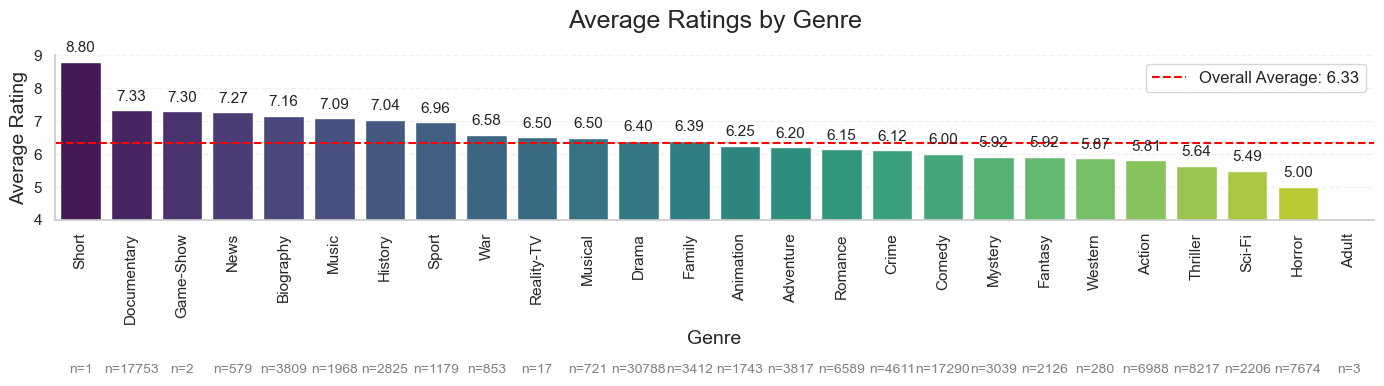 Average Ratings by Genre
Average Rating
9
8
7
6
5
4
8.80
7.33
7.30
7.27
7.16
7.09
7.04
6.96
6.58
6.50
6.50
6.40
6.39
6.25
6.20
6.15
6.12
6.00
5.92
5.92
5.87
5.81
5.64
5.49
5.00
Overall Average: 6.33
Short
Documentary
Game-Show
News
Biography
Music
History
Sport
War
Reality-TV
Musical
Drama
Family
Animation
Adventure
Romance
Crime
Comedy
Mystery
Fantasy
Western
Action
Thriller
Sci-Fi
Horror
Adult
Genre
n=1
n=17753
n=2
n=579
n=3809
n=1968
n=2825
n=1179
n=853
n=17
n=721
n=30788
n=3412
n=1743
n=3817
n=6589
n=4611
n=17290
n=3039
n=2126
n=280
n=6988
n=8217
n=2206
n=7674
n=3